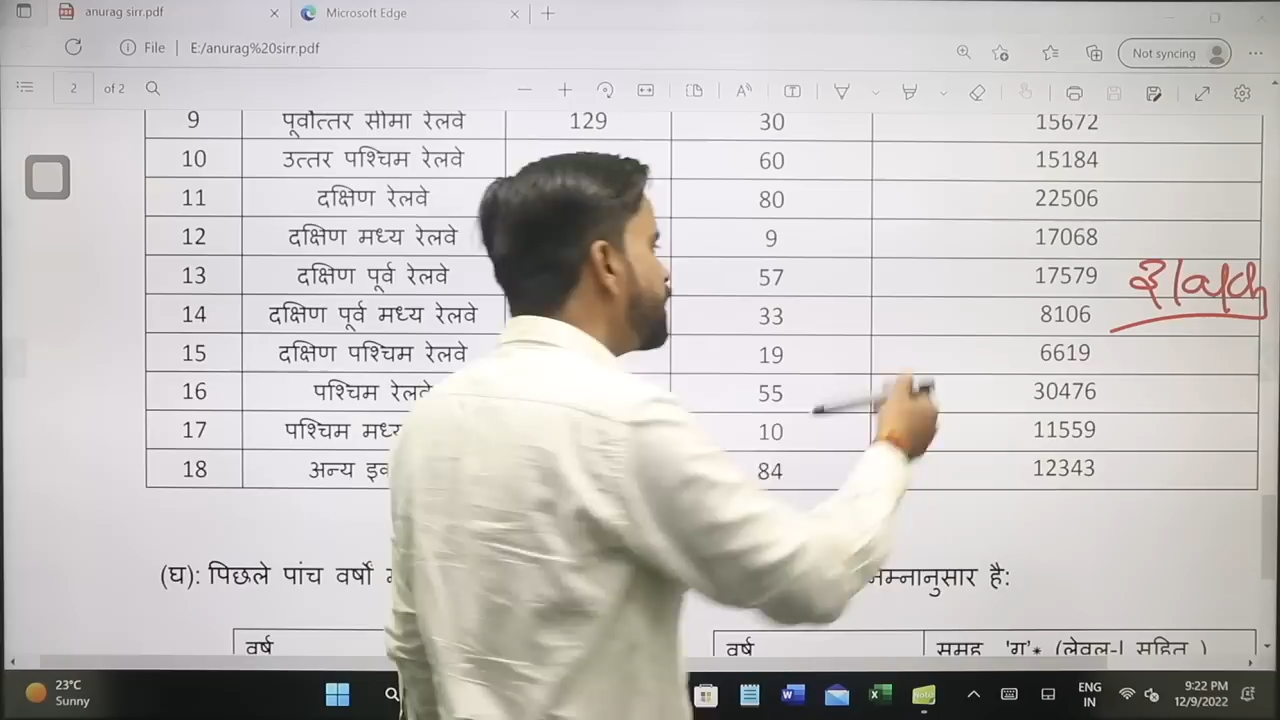 anurag sirr.pdf
Microsoft Edge
File
E:/anurag%20sirr.pdf
Not syncing
2 of 2
9 पूर्वोत्तर सीमा रेलवे 129 30 15672
10 उत्तर पश्चिम रेलवे 60 15184
11 दक्षिण रेलवे 80 22506
12 दक्षिण मध्य रेलवे 9 17068
13 दक्षिण पूर्व रेलवे 57 17579
14 दक्षिण पूर्व मध्य रेलवे 33 8106
15 दक्षिण पश्चिम रेलवे 19 6619
16 पश्चिम रेलवे 55 30476
17 पश्चिम मध्य 10 11559
18 अन्य 84 12343
(घ): पिछले पांच वर्षों है:
वर्ष वर्ष समूह 'ग'* (लेवल-I सहित )
23°C
Sunny
ENG
IN
9:22 PM
12/9/2022